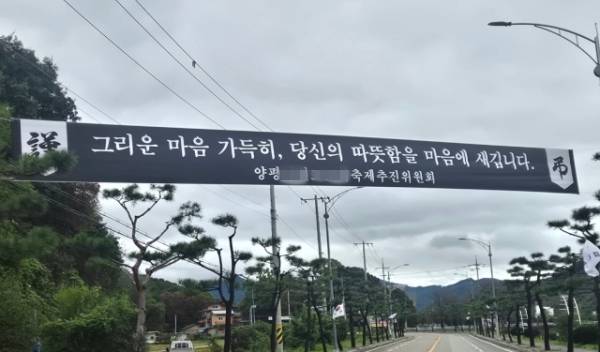 謹 그리운 마음 가득히, 당신의 따뜻함을 마음에 새깁니다. 弔
양평 축제추진위원회